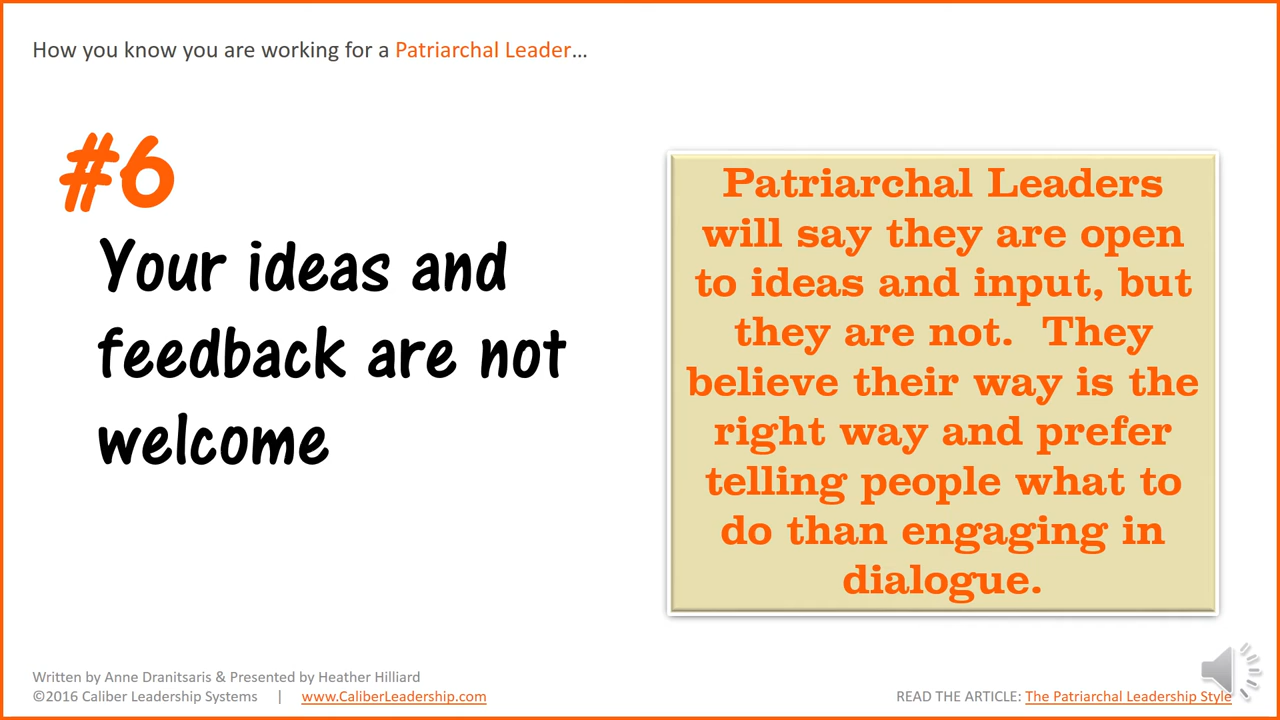 How you know you are working for a Patriarchal Leader...
#6
Your ideas and
feedback are not
welcome
Patriarchal Leaders
will say they are open
to ideas and input, but
they are not.  They
believe their way is the
right way and prefer
telling people what to
do than engaging in
dialogue.
Written by Anne Dranitsaris & Presented by Heather Hilliard
©2016 Caliber Leadership Systems    |    www.CaliberLeadership.com
READ THE ARTICLE: The Patriarchal Leadership Style